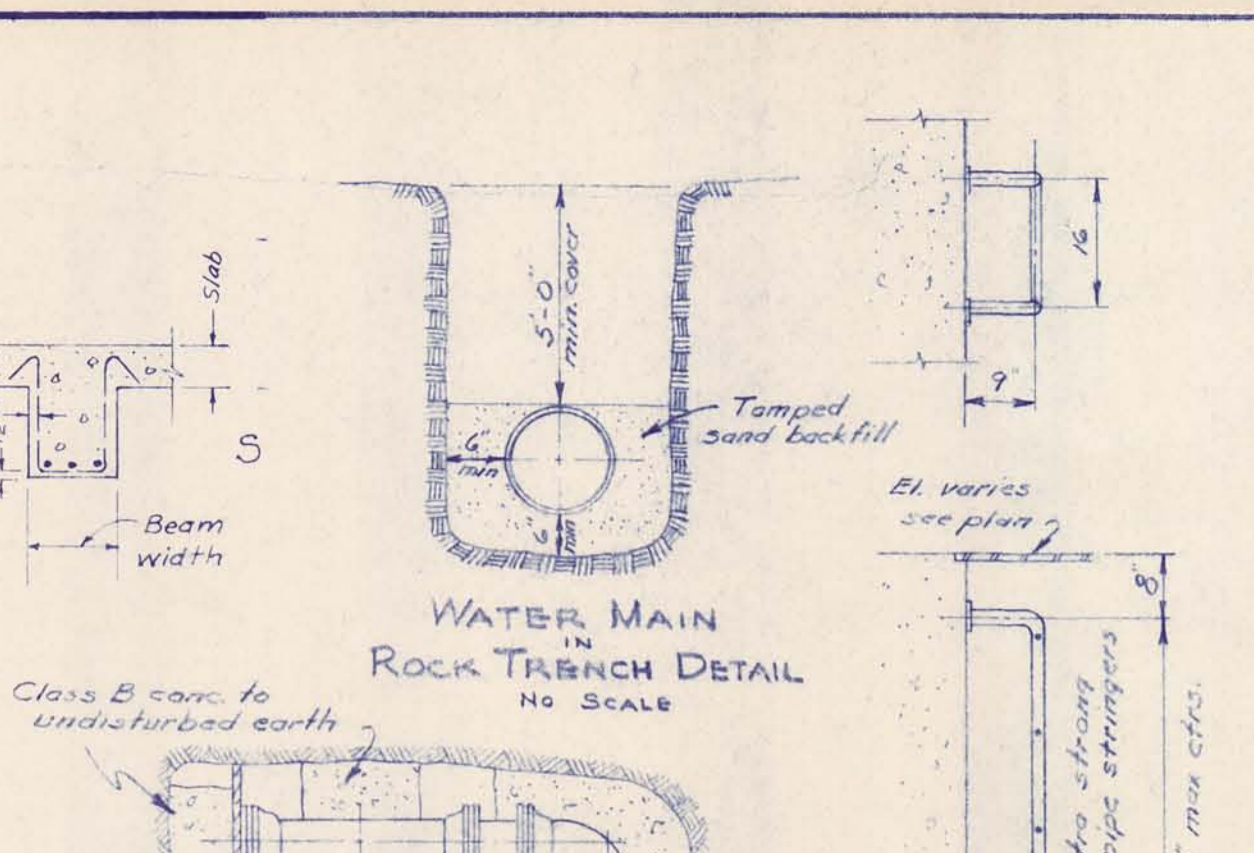 Slab
S
Beam
width
5'-0"
min. cover
6"
min
6"
min
Tamped
sand backfill
WATER MAIN
IN
ROCK TRENCH DETAIL
NO SCALE
Class B conc. to
undisturbed earth
16"
9"
El. varies
see plan
8"
strong
stringers
max ctrs.